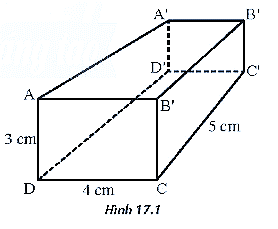 A' B'
D' C'
A B'
3 cm 5 cm
D 4 cm C
Hình 17.1